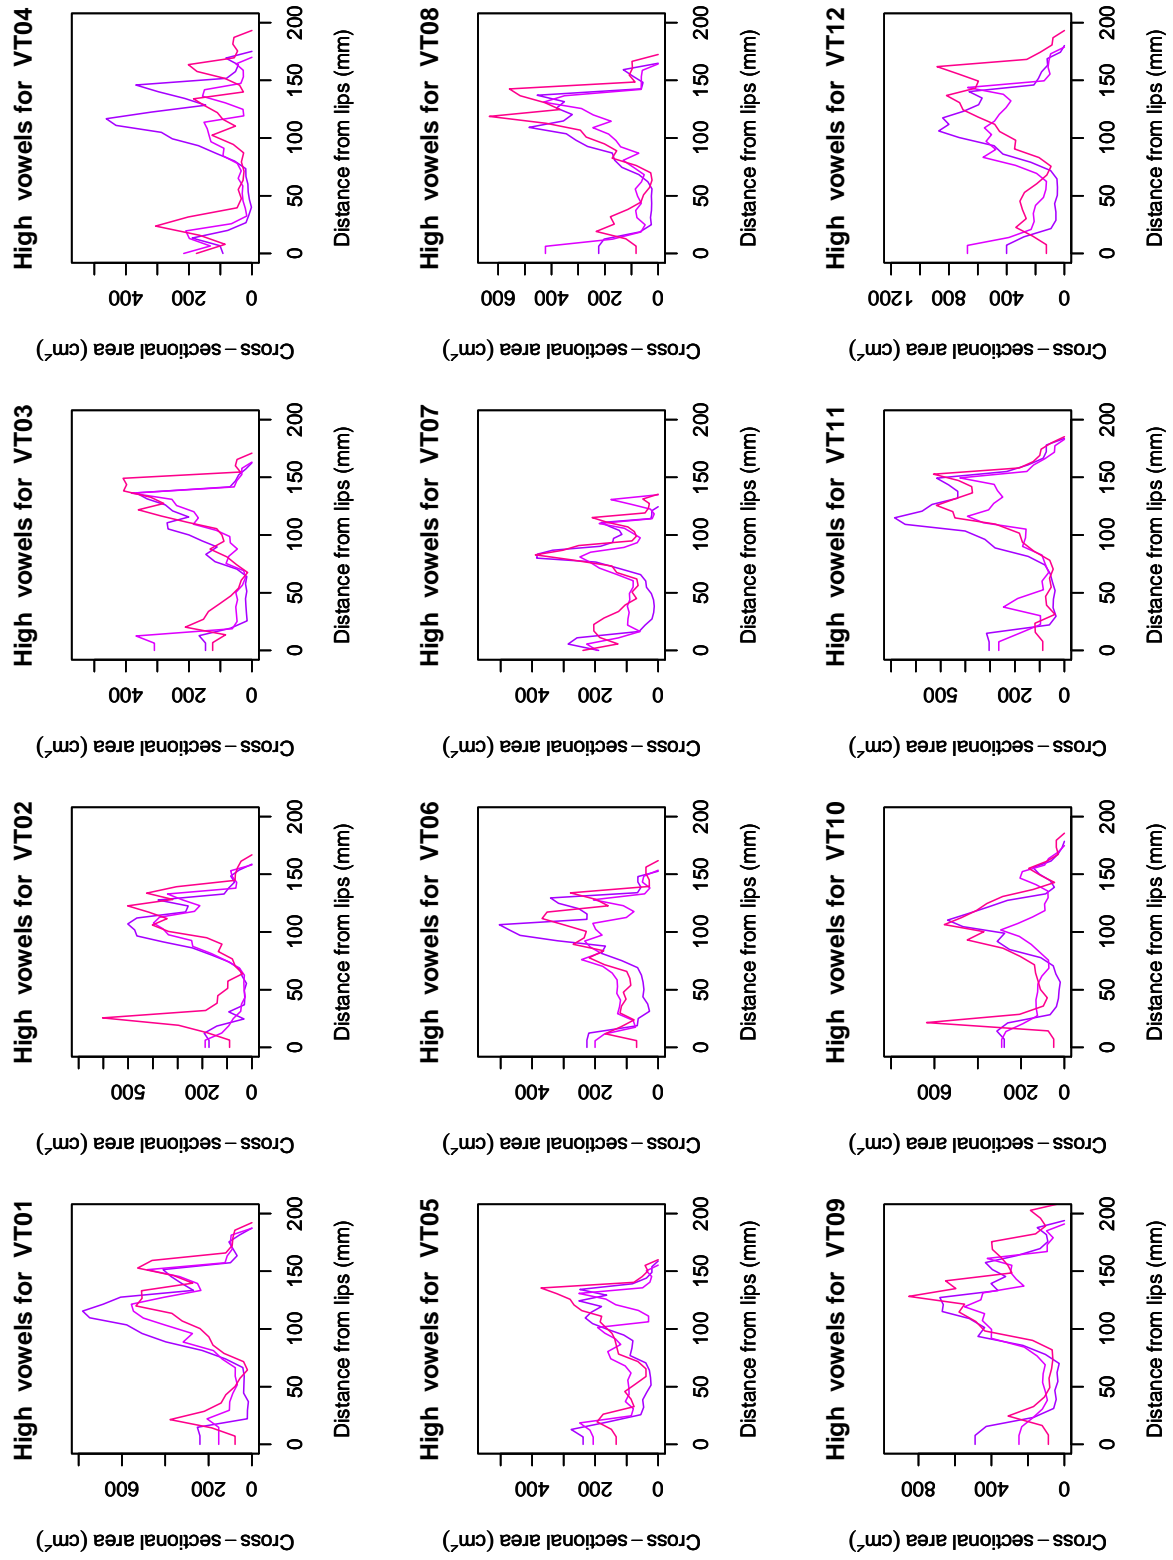 High vowels for VT01
Cross−sectional area (cm²)
0 200 600
0 50 100 150 200
Distance from lips (mm)
High vowels for VT02
Cross−sectional area (cm²)
0 200 500
0 50 100 150 200
Distance from lips (mm)
High vowels for VT03
Cross−sectional area (cm²)
0 200 400
0 50 100 150 200
Distance from lips (mm)
High vowels for VT04
Cross−sectional area (cm²)
0 200 400
0 50 100 150 200
Distance from lips (mm)
High vowels for VT05
Cross−sectional area (cm²)
0 200 400
0 50 100 150 200
Distance from lips (mm)
High vowels for VT06
Cross−sectional area (cm²)
0 200 400
0 50 100 150 200
Distance from lips (mm)
High vowels for VT07
Cross−sectional area (cm²)
0 200 400
0 50 100 150 200
Distance from lips (mm)
High vowels for VT08
Cross−sectional area (cm²)
0 200 400 600
0 50 100 150 200
Distance from lips (mm)
High vowels for VT09
Cross−sectional area (cm²)
0 400 800
0 50 100 150 200
Distance from lips (mm)
High vowels for VT10
Cross−sectional area (cm²)
0 200 600
0 50 100 150 200
Distance from lips (mm)
High vowels for VT11
Cross−sectional area (cm²)
0 200 500
0 50 100 150 200
Distance from lips (mm)
High vowels for VT12
Cross−sectional area (cm²)
0 400 800 1200
0 50 100 150 200
Distance from lips (mm)